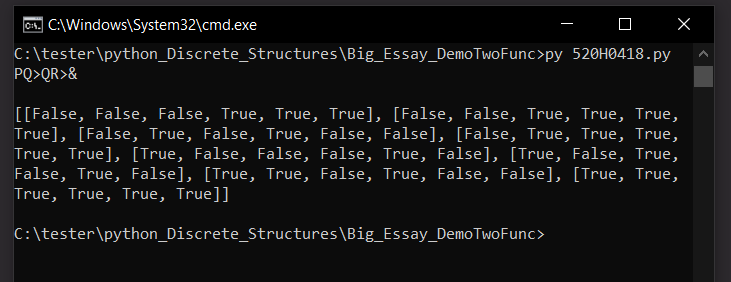 C:\Windows\System32\cmd.exe
C:\tester\python_Discrete_Structures\Big_Essay_DemoTwoFunc>py 520H0418.py
PQ>QR>&
[[False, False, False, True, True, True], [False, False, True, True, True,
True], [False, True, False, True, False, False], [False, True, True, True,
True, True], [True, False, False, False, True, False], [True, False, True,
False, True, False], [True, True, False, True, False, False], [True, True,
True, True, True, True]]
C:\tester\python_Discrete_Structures\Big_Essay_DemoTwoFunc>